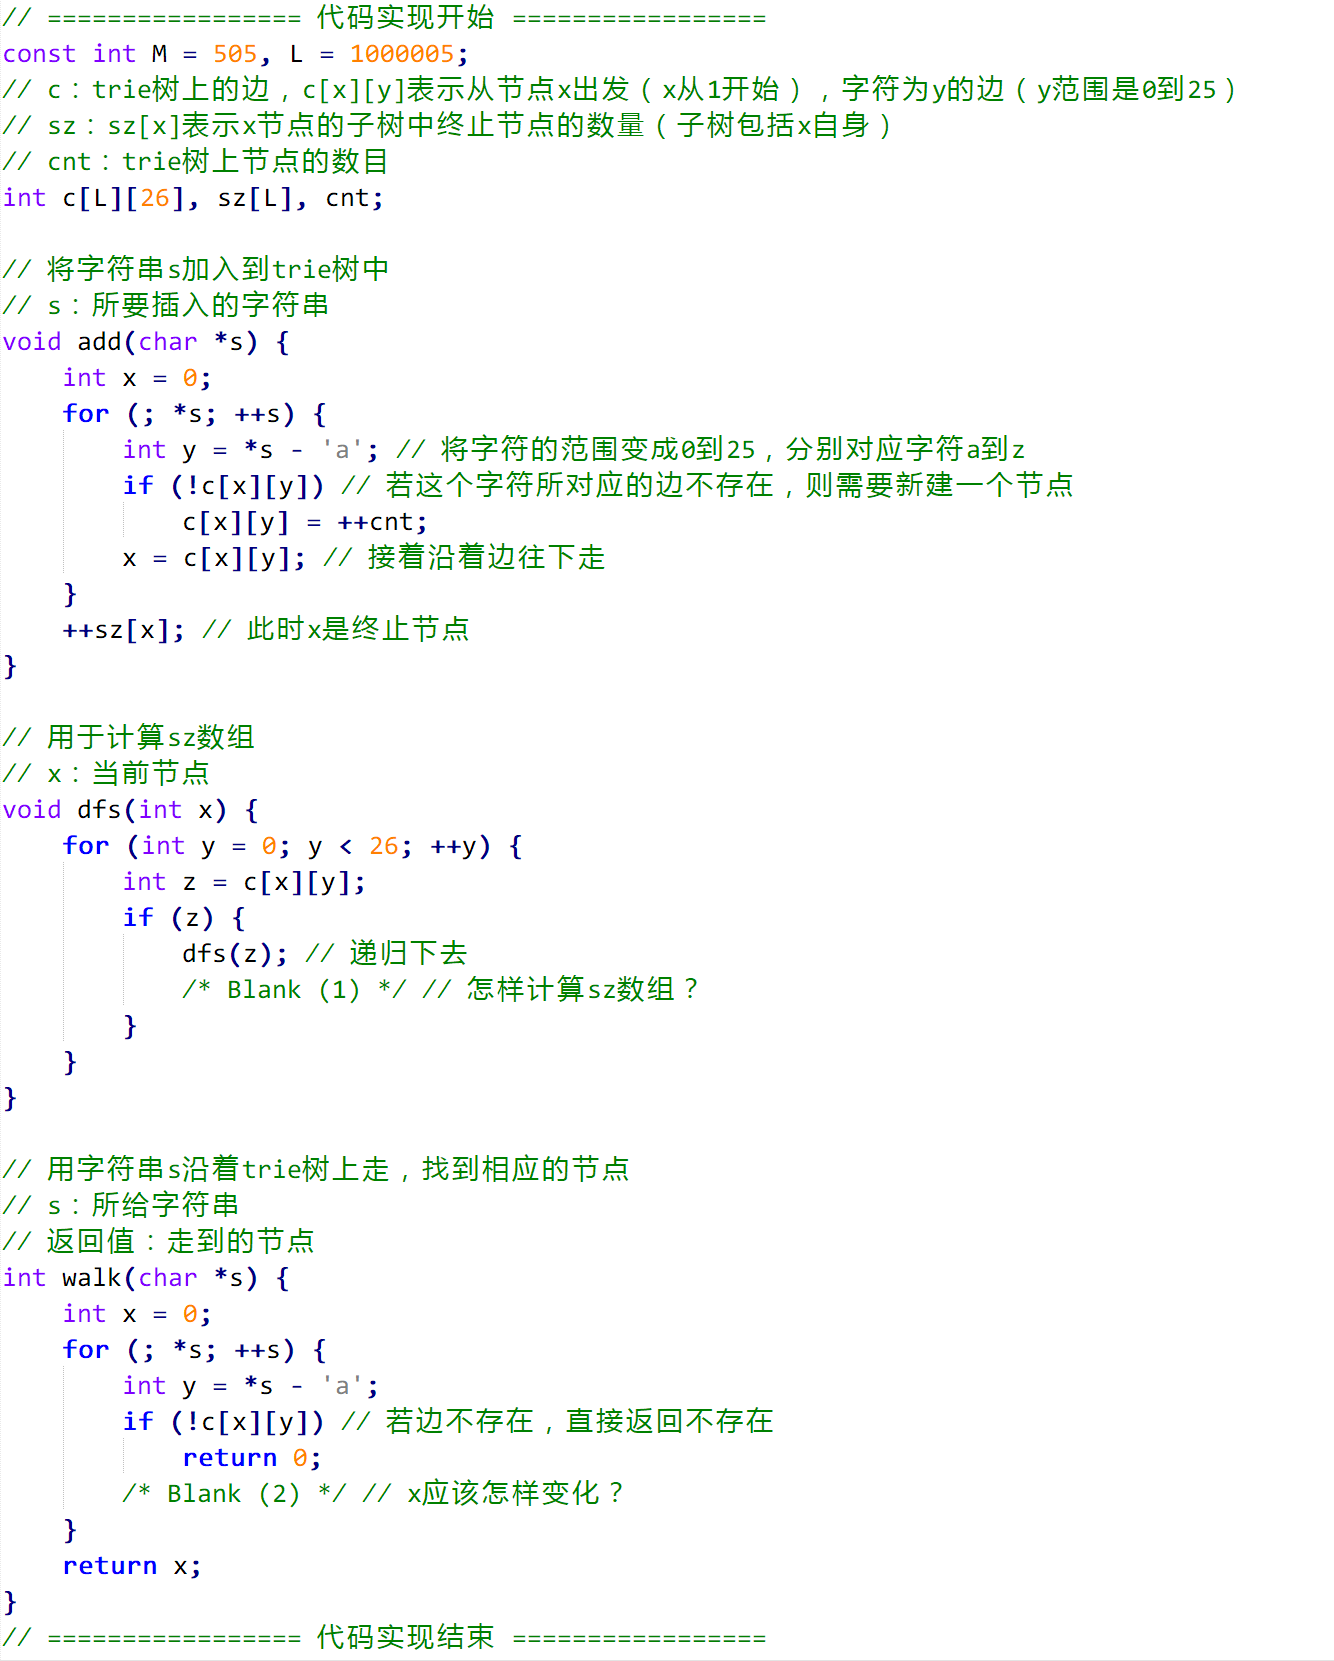 // ================= 代码实现开始 =================
const int M = 505, L = 1000005;
// c：trie树上的边，c[x][y]表示从节点x出发（x从1开始），字符为y的边（y范围是0到25）
// sz：sz[x]表示x节点的子树中终止节点的数量（子树包括x自身）
// cnt：trie树上节点的数目
int c[L][26], sz[L], cnt;

// 将字符串s加入到trie树中
// s：所要插入的字符串
void add(char *s) {
    int x = 0;
    for (; *s; ++s) {
        int y = *s - 'a'; // 将字符的范围变成0到25，分别对应字符a到z
        if (!c[x][y]) // 若这个字符所对应的边不存在，则需要新建一个节点
            c[x][y] = ++cnt;
        x = c[x][y]; // 接着沿着边往下走
    }
    ++sz[x]; // 此时x是终止节点
}

// 用于计算sz数组
// x：当前节点
void dfs(int x) {
    for (int y = 0; y < 26; ++y) {
        int z = c[x][y];
        if (z) {
            dfs(z); // 递归下去
            /* Blank (1) */ // 怎样计算sz数组？
        }
    }
}

// 用字符串s沿着trie树上走，找到相应的节点
// s：所给字符串
// 返回值：走到的节点
int walk(char *s) {
    int x = 0;
    for (; *s; ++s) {
        int y = *s - 'a';
        if (!c[x][y]) // 若边不存在，直接返回不存在
            return 0;
        /* Blank (2) */ // x应该怎样变化？
    }
    return x;
}
// ================= 代码实现结束 =================